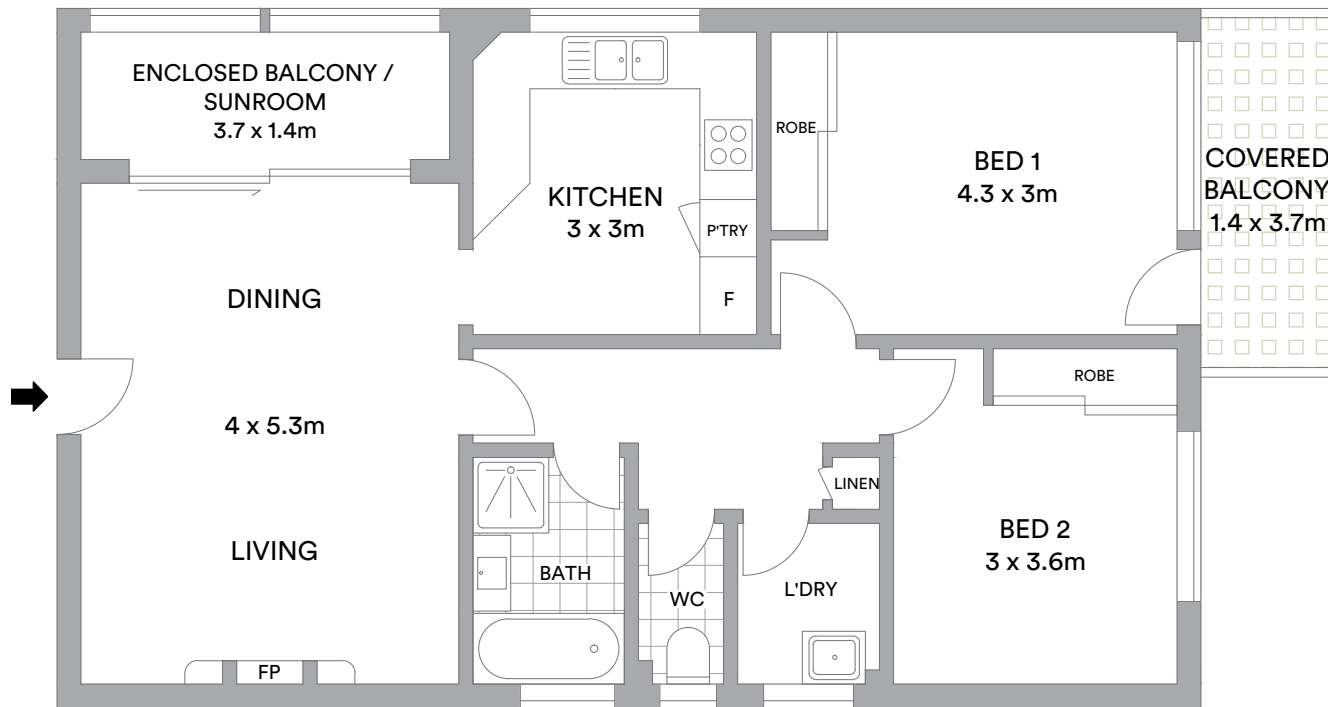 ENCLOSED BALCONY /
SUNROOM
3.7 x 1.4m
KITCHEN
3 x 3m
P'TRY
F
ROBE
BED 1
4.3 x 3m
COVERED
BALCONY
1.4 x 3.7m
DINING
4 x 5.3m
LIVING
FP
BATH
WC
L'DRY
LINEN
ROBE
BED 2
3 x 3.6m